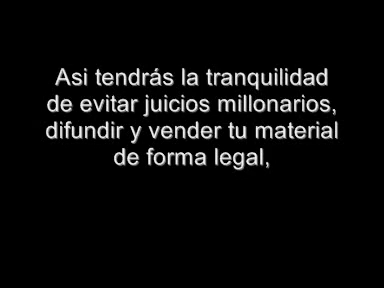 Asi tendrás la tranquilidad
de evitar juicios millonarios,
difundir y vender tu material
de forma legal,